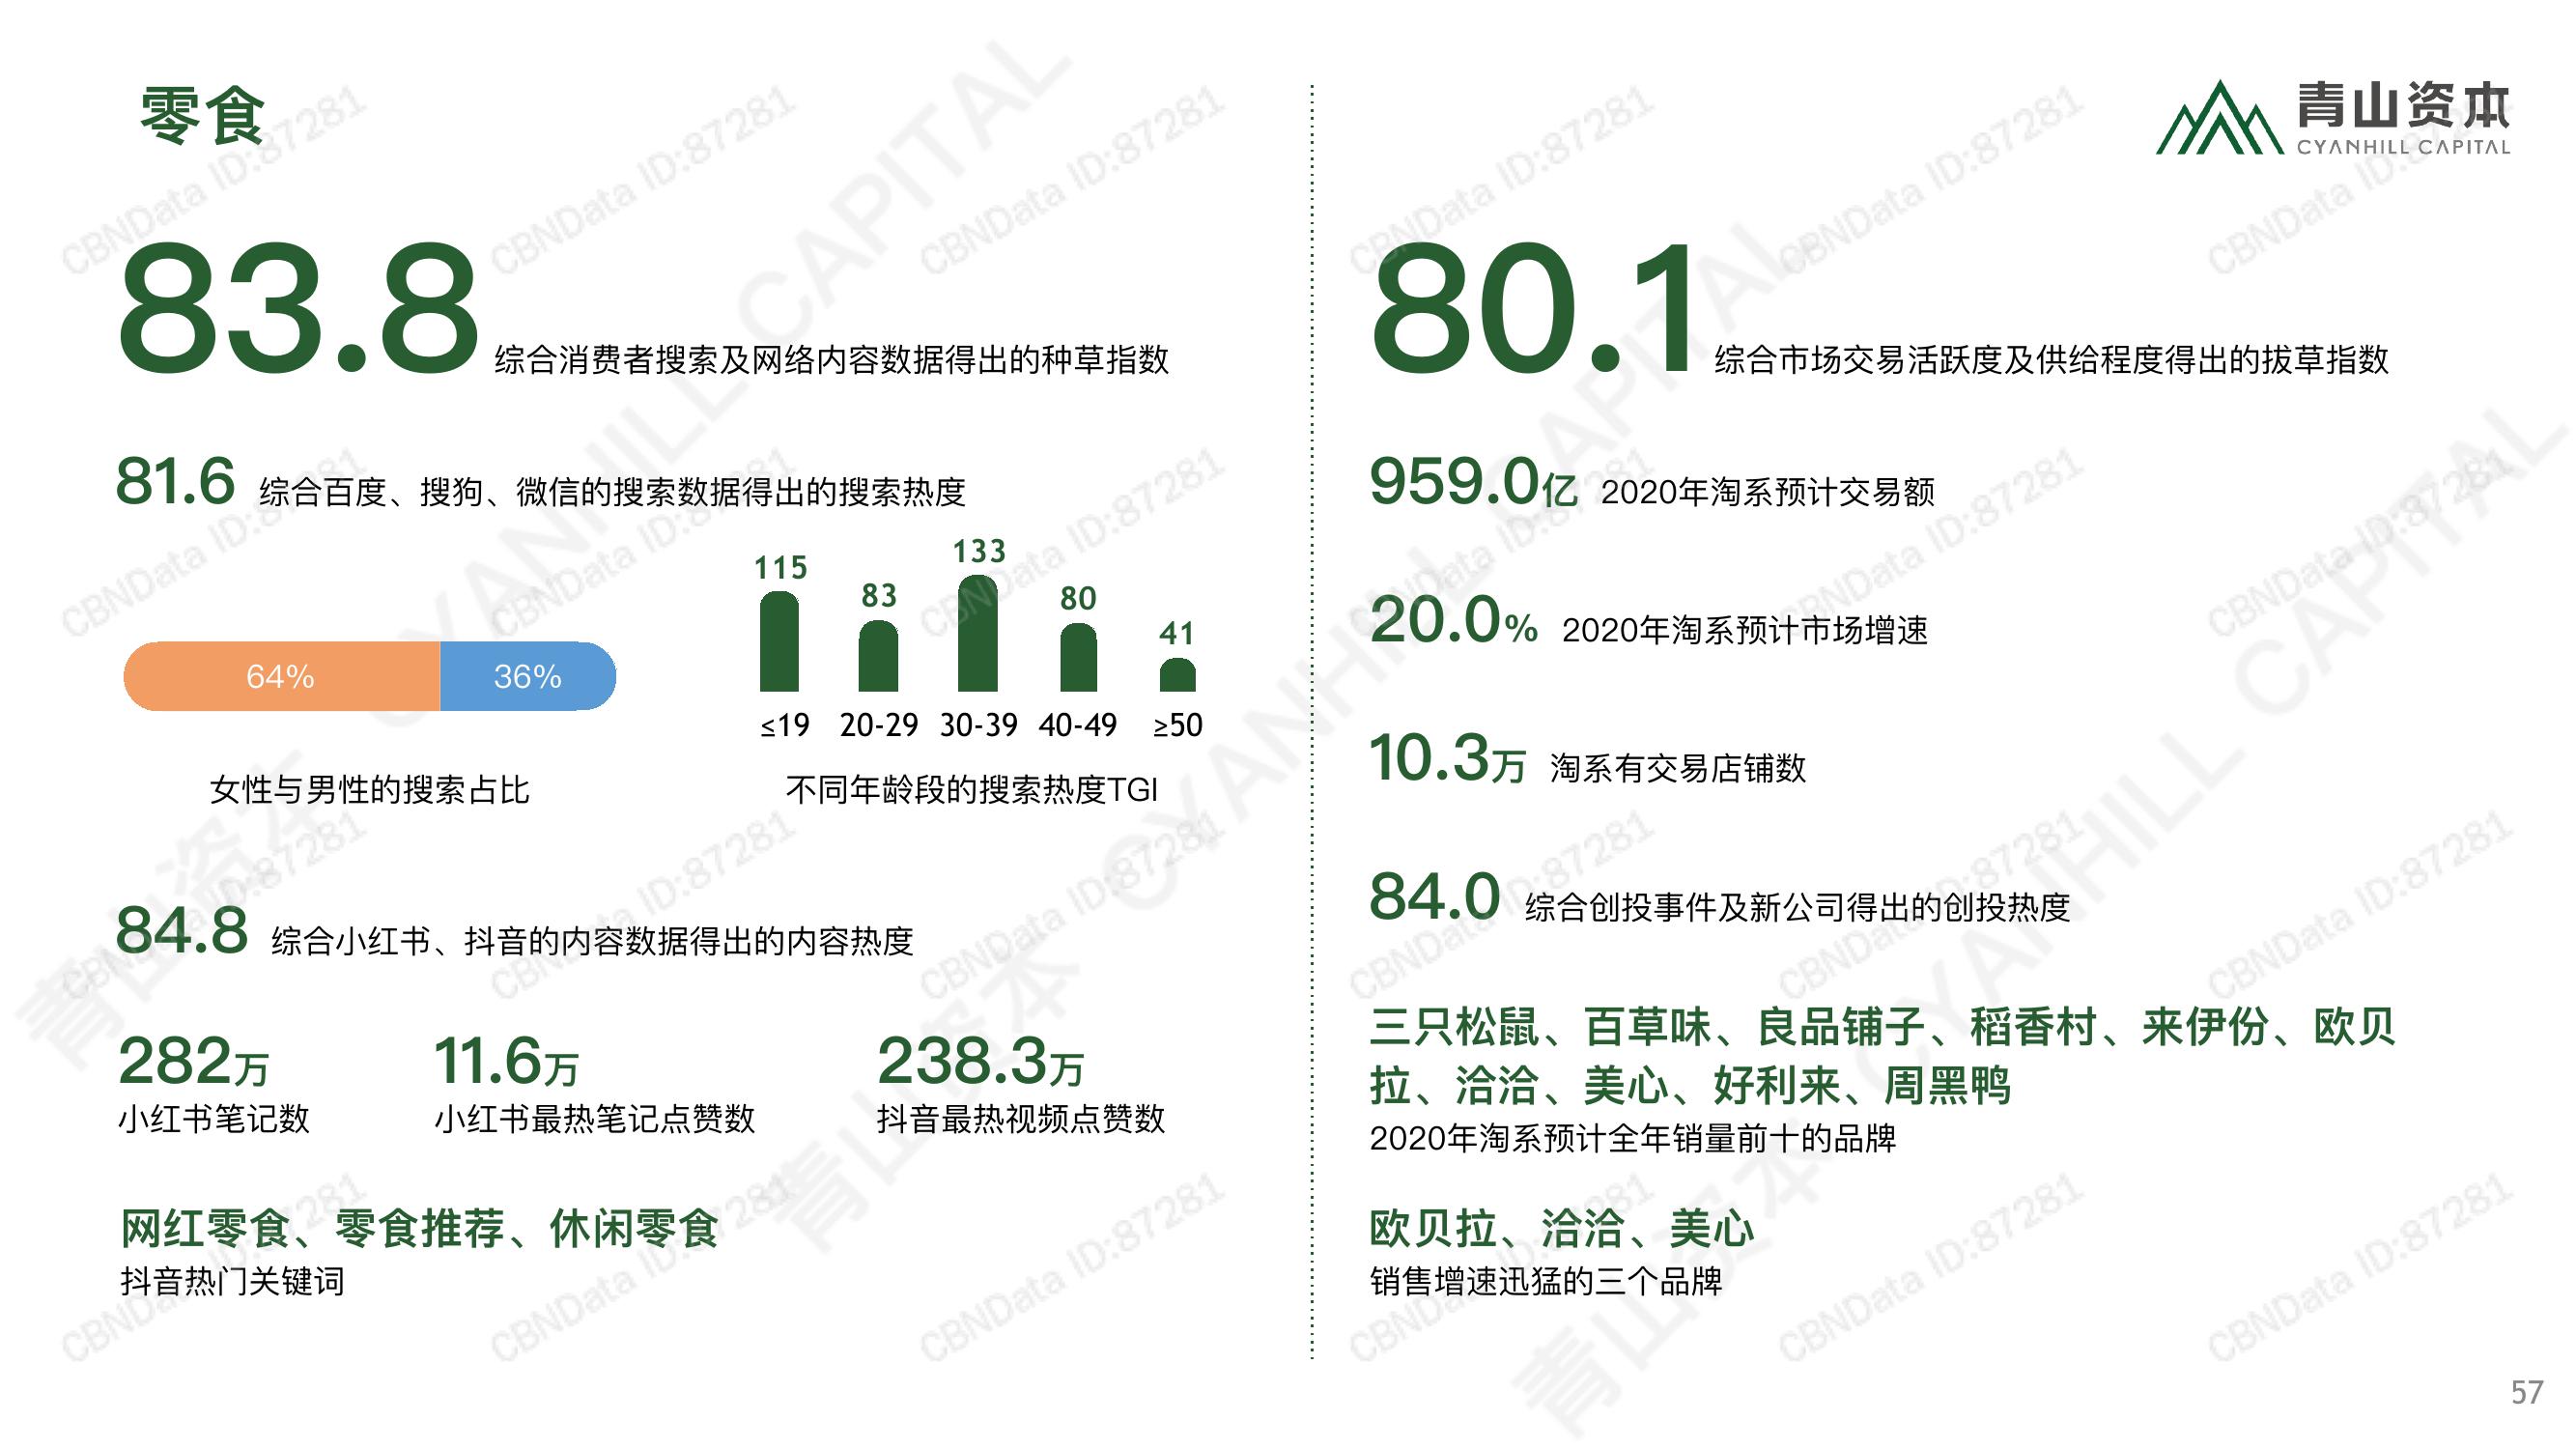 零食
青山资本
CYANHILL CAPITAL
83.8 综合消费者搜索及网络内容数据得出的种草指数
81.6 综合百度、搜狗、微信的搜索数据得出的搜索热度
64% 36%
女性与男性的搜索占比
115 83 133 80 41
≤19 20-29 30-39 40-49 ≥50
不同年龄段的搜索热度TGI
84.8 综合小红书、抖音的内容数据得出的内容热度
282万
小红书笔记数
11.6万
小红书最热笔记点赞数
238.3万
抖音最热视频点赞数
网红零食、零食推荐、休闲零食
抖音热门关键词
80.1 综合市场交易活跃度及供给程度得出的拔草指数
959.0亿 2020年淘系预计交易额
20.0% 2020年淘系预计市场增速
10.3万 淘系有交易店铺数
84.0 综合创投事件及新公司得出的创投热度
三只松鼠、百草味、良品铺子、稻香村、来伊份、欧贝
拉、洽洽、美心、好利来、周黑鸭
2020年淘系预计全年销量前十的品牌
欧贝拉、洽洽、美心
销售增速迅猛的三个品牌
57
CBNData ID:87281
青山资本 CYANHILL CAPITAL